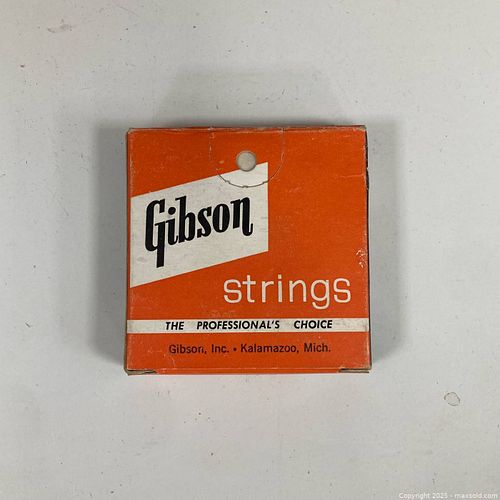 Gibson
strings
THE PROFESSIONAL'S CHOICE
Gibson, Inc. • Kalamazoo, Mich.
Copyright 2025 - maxsold.com